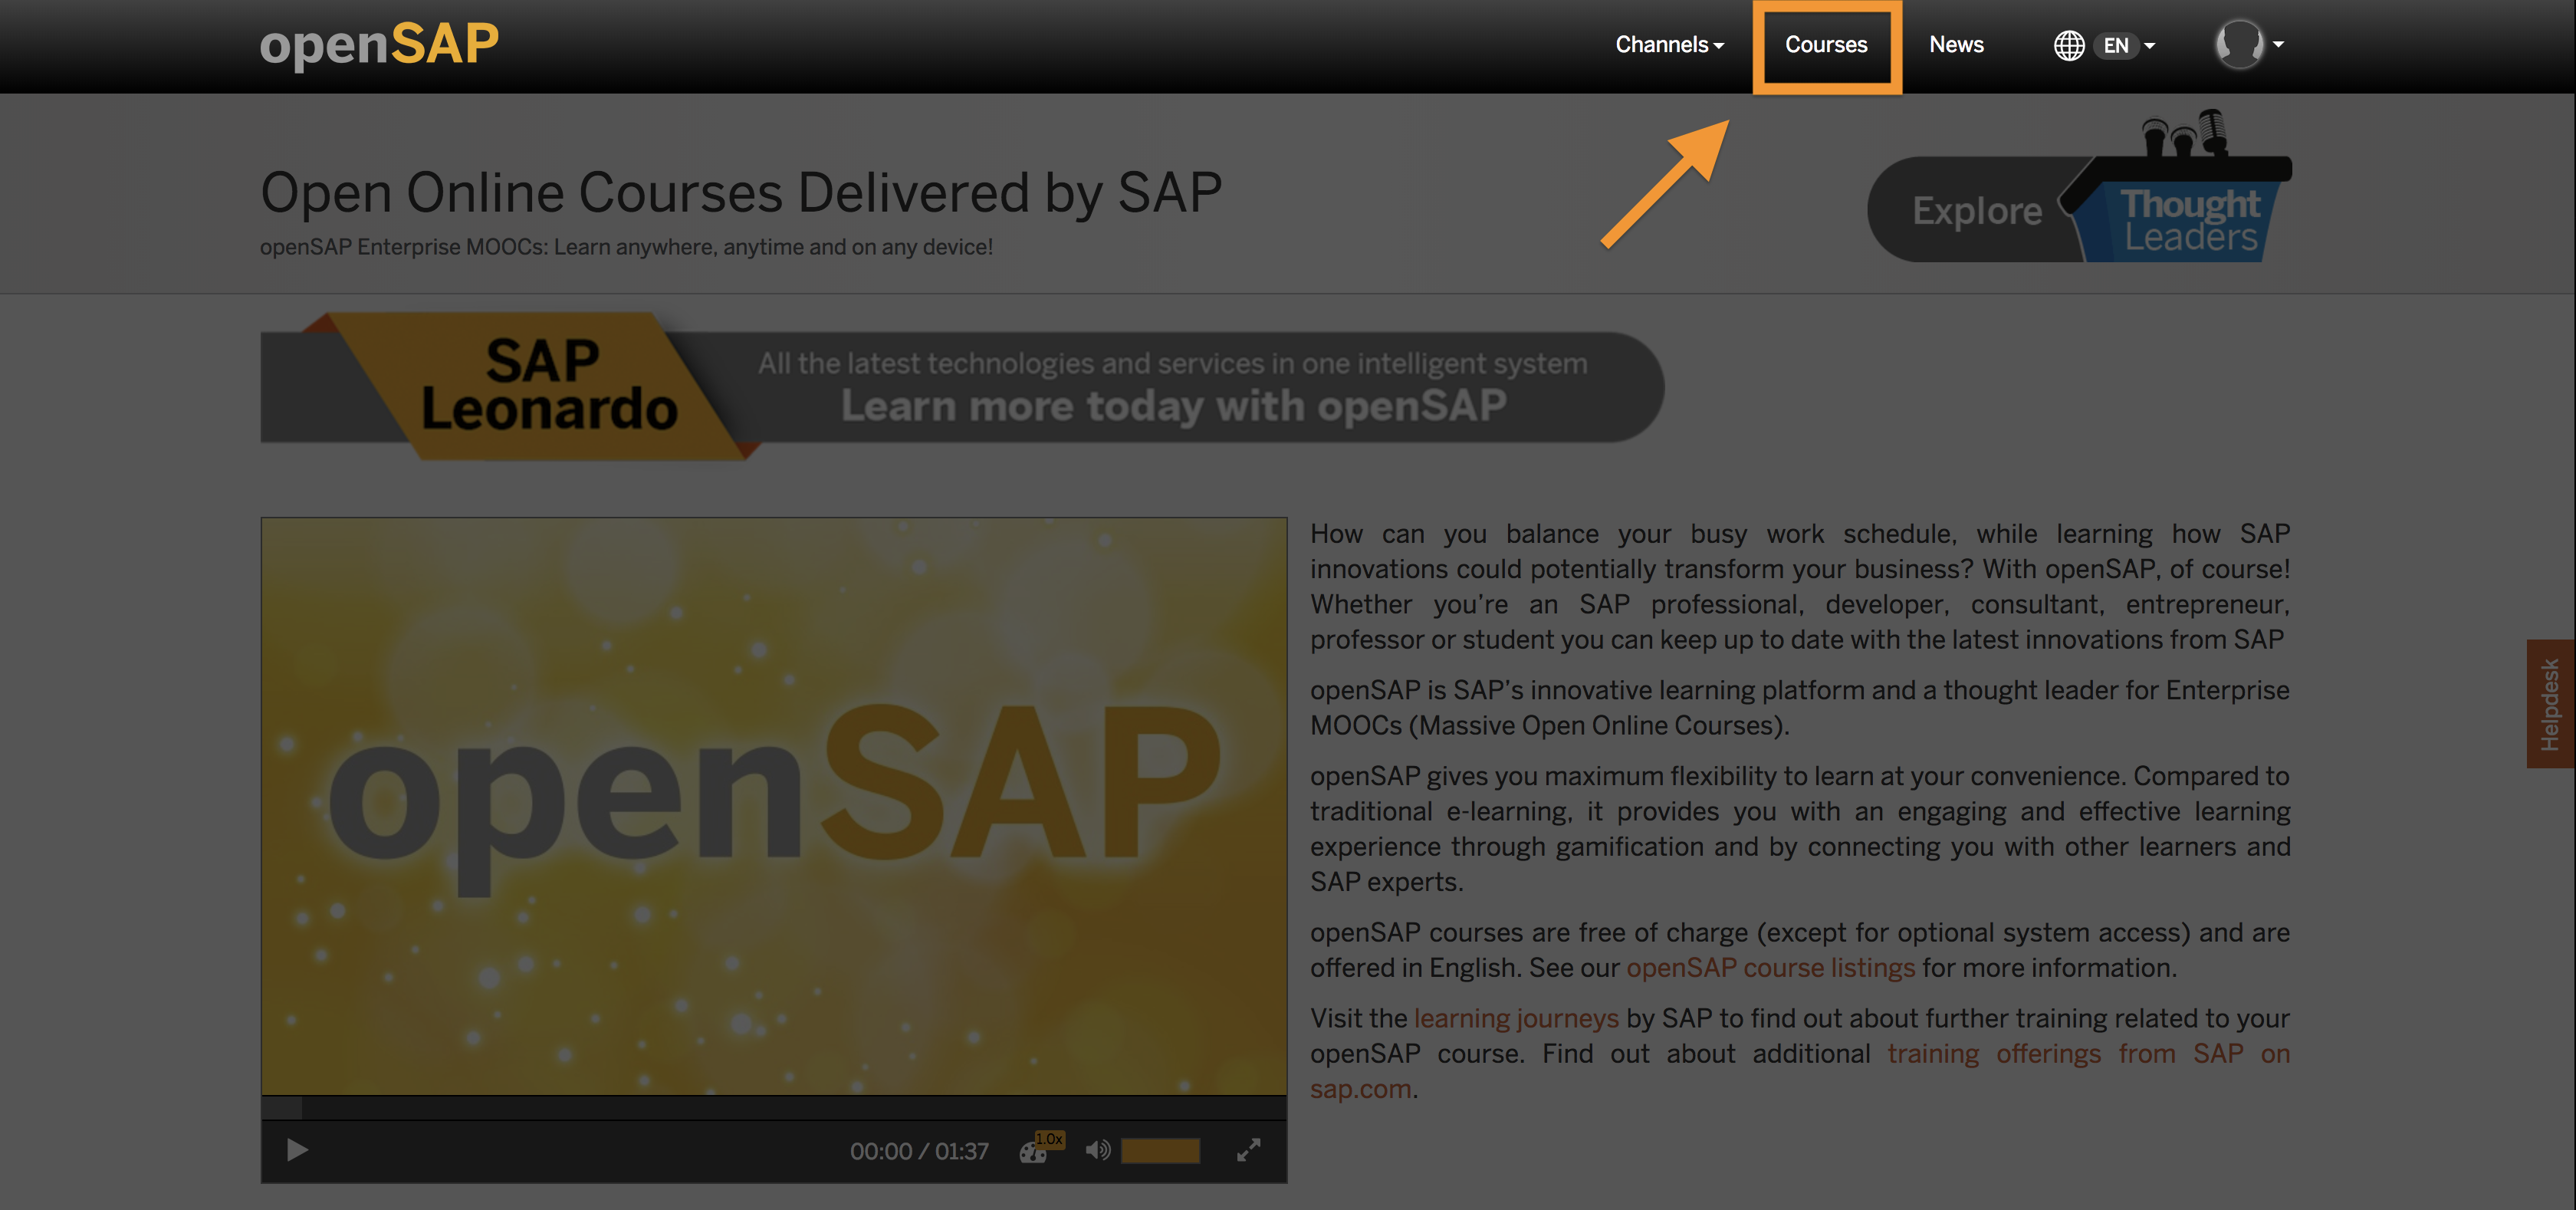 openSAP
Channels
Courses
News
EN
Open Online Courses Delivered by SAP
openSAP Enterprise MOOCs: Learn anywhere, anytime and on any device!
Explore
Thought
Leaders
SAP
Leonardo
All the latest technologies and services in one intelligent system
Learn more today with openSAP
openSAP
00:00 / 01:37
1.0x
How can you balance your busy work schedule, while learning how SAP
innovations could potentially transform your business? With openSAP, of course!
Whether you're an SAP professional, developer, consultant, entrepreneur,
professor or student you can keep up to date with the latest innovations from SAP
openSAP is SAP's innovative learning platform and a thought leader for Enterprise
MOOCs (Massive Open Online Courses).
openSAP gives you maximum flexibility to learn at your convenience. Compared to
traditional e-learning, it provides you with an engaging and effective learning
experience through gamification and by connecting you with other learners and
SAP experts.
openSAP courses are free of charge (except for optional system access) and are
offered in English. See our openSAP course listings for more information.
Visit the learning journeys by SAP to find out about further training related to your
openSAP course. Find out about additional training offerings from SAP on
sap.com.
Helpdesk